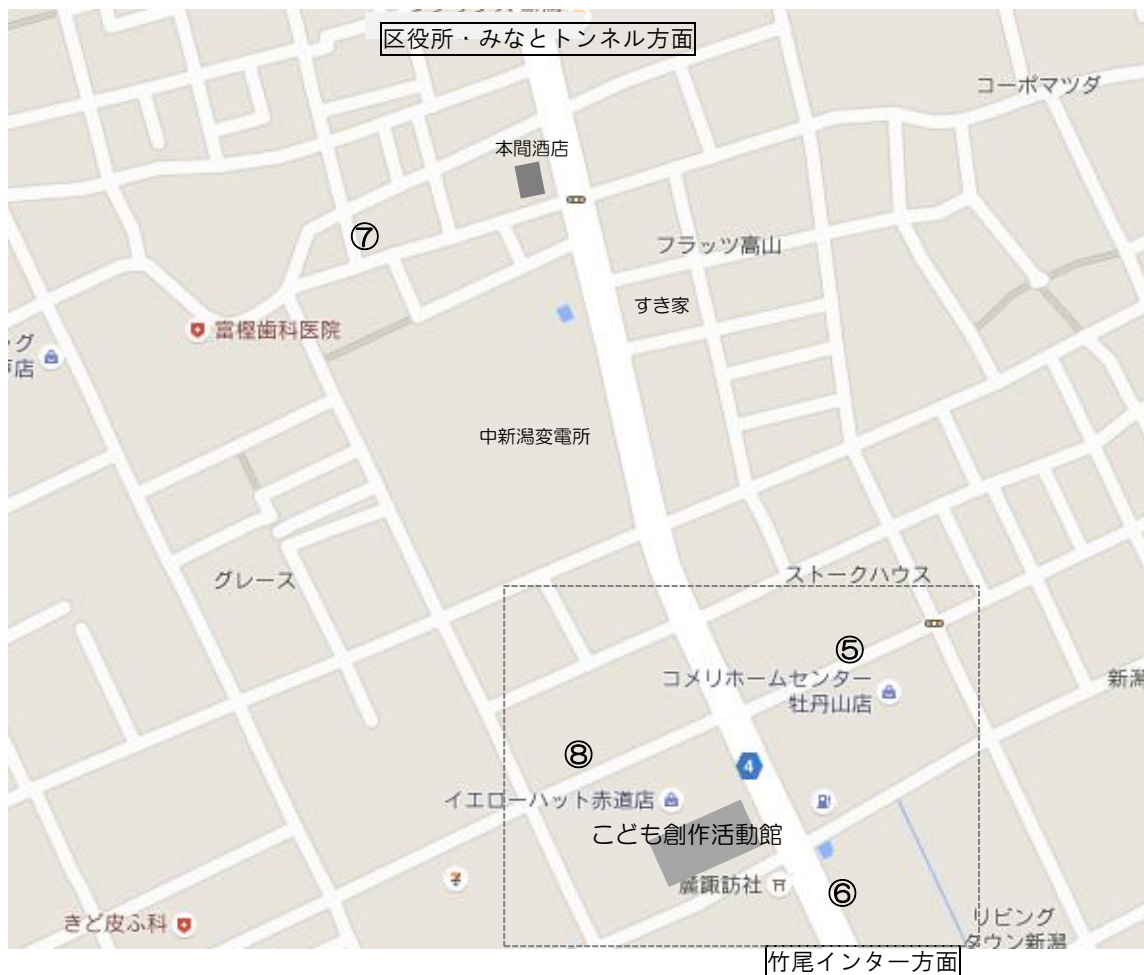 区役所・みなとトンネル方面
コーポマツダ
本間酒店
⑦
フラッツ高山
すき家
富樫歯科医院
グ
店
中新潟変電所
グレース
ストークハウス
⑤
コメリホームセンター
牡丹山店
新潟
⑧
4
イエローハット赤道店
こども創作活動館
諏訪社
⑥
きど皮ふ科
リビング
タウン新潟
竹尾インター方面